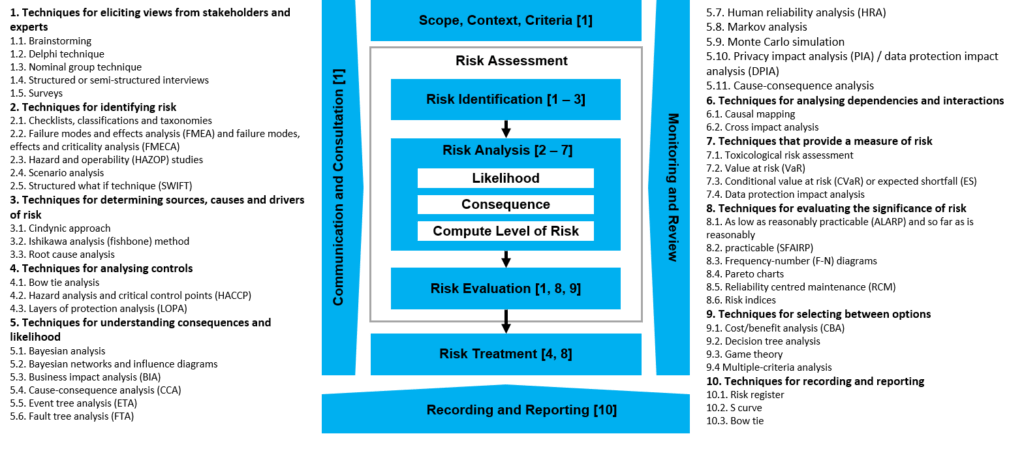 1. Techniques for eliciting views from stakeholders and
experts
1.1. Brainstorming
1.2. Delphi technique
1.3. Nominal group technique
1.4. Structured or semi-structured interviews
1.5. Surveys
2. Techniques for identifying risk
2.1. Checklists, classifications and taxonomies
2.2. Failure modes and effects analysis (FMEA) and failure modes,
effects and criticality analysis (FMECA)
2.3. Hazard and operability (HAZOP) studies
2.4. Scenario analysis
2.5. Structured what if technique (SWIFT)
3. Techniques for determining sources, causes and drivers
of risk
3.1. Cindynic approach
3.2. Ishikawa analysis (fishbone) method
3.3. Root cause analysis
4. Techniques for analysing controls
4.1. Bow tie analysis
4.2. Hazard analysis and critical control points (HACCP)
4.3. Layers of protection analysis (LOPA)
5. Techniques for understanding consequences and
likelihood
5.1. Bayesian analysis
5.2. Bayesian networks and influence diagrams
5.3. Business impact analysis (BIA)
5.4. Cause-consequence analysis (CCA)
5.5. Event tree analysis (ETA)
5.6. Fault tree analysis (FTA)
Communication and Consultation [1]
Scope, Context, Criteria [1]
Risk Assessment
Risk Identification [1 – 3]
Risk Analysis [2 – 7]
Likelihood
Consequence
Compute Level of Risk
Risk Evaluation [1, 8, 9]
Risk Treatment [4, 8]
Recording and Reporting [10]
Monitoring and Review
5.7. Human reliability analysis (HRA)
5.8. Markov analysis
5.9. Monte Carlo simulation
5.10. Privacy impact analysis (PIA) / data protection impact
analysis (DPIA)
5.11. Cause-consequence analysis
6. Techniques for analysing dependencies and interactions
6.1. Causal mapping
6.2. Cross impact analysis
7. Techniques that provide a measure of risk
7.1. Toxicological risk assessment
7.2. Value at risk (VaR)
7.3. Conditional value at risk (CVaR) or expected shortfall (ES)
7.4. Data protection impact analysis
8. Techniques for evaluating the significance of risk
8.1. As low as reasonably practicable (ALARP) and so far as is
reasonably
8.2. practicable (SFAIRP)
8.3. Frequency-number (F-N) diagrams
8.4. Pareto charts
8.5. Reliability centred maintenance (RCM)
8.6. Risk indices
9. Techniques for selecting between options
9.1. Cost/benefit analysis (CBA)
9.2. Decision tree analysis
9.3. Game theory
9.4 Multiple-criteria analysis
10. Techniques for recording and reporting
10.1. Risk register
10.2. S curve
10.3. Bow tie